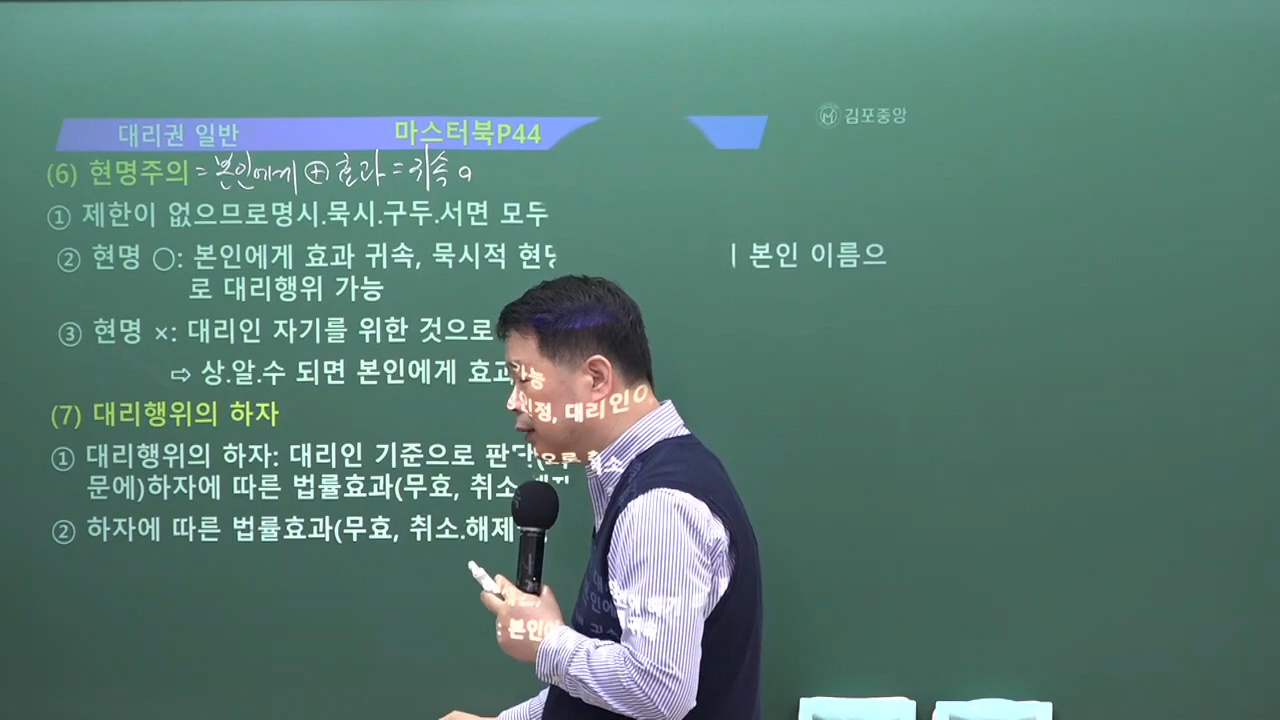 김포중앙
대리권 일반 마스터북P44
(6) 현명주의 = 본인에게 ⊕ 효과 = 귀속 a
① 제한이 없으므로명시.묵시.구두.서면 모두
② 현명 ○: 본인에게 효과 귀속, 묵시적 본인 이름으
로 대리행위 가능
③ 현명 ×: 대리인 자기를 위한 것으로
⇨ 상.알.수 되면 본인에게
(7) 대리행위의 하자
① 대리행위의 하자: 대리인 기준으로 판단
문에)하자에 따른 법률효과(무효, 취소
② 하자에 따른 법률효과(무효, 취소.해제